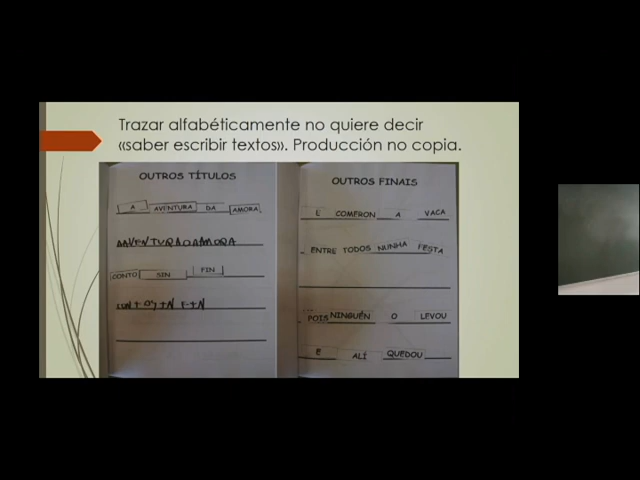 Trazar alfabéticamente no quiere decir
«saber escribir textos». Producción no copia.
OUTROS TÍTULOS
A AVENTURA DA AMORA
AAVENTURADAAMORA
CONTO SIN FIN
OUTROS FINAIS
E COMERON A VACA
ENTRE TODOS NUNHA FESTA
POIS NINGUÉN O LEVOU
E ALÍ QUEDOU